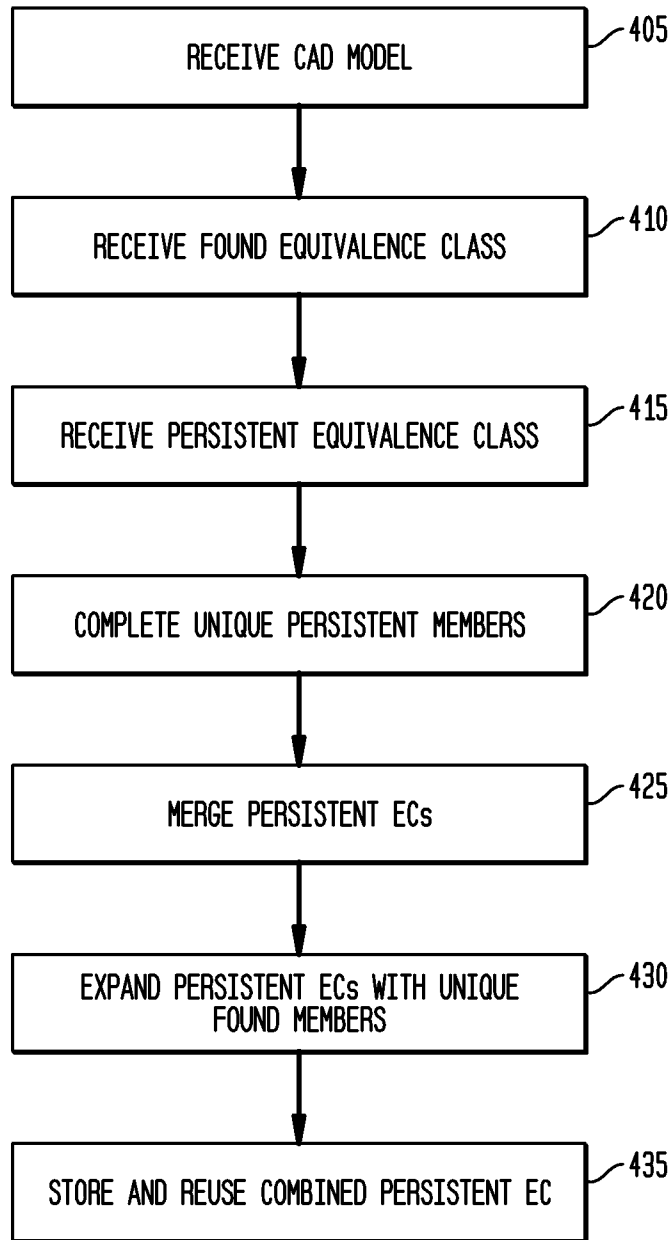 RECEIVE CAD MODEL
405
RECEIVE FOUND EQUIVALENCE CLASS
410
RECEIVE PERSISTENT EQUIVALENCE CLASS
415
COMPLETE UNIQUE PERSISTENT MEMBERS
420
MERGE PERSISTENT ECs
425
EXPAND PERSISTENT ECs WITH UNIQUE
FOUND MEMBERS
430
STORE AND REUSE COMBINED PERSISTENT EC
435